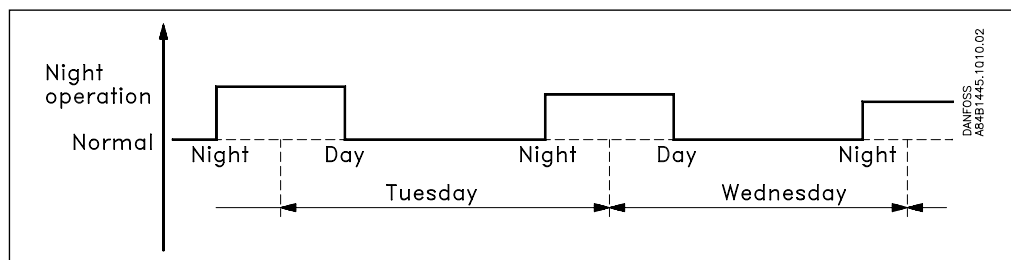 Night
operation
Normal
Night Day Night Day Night
Tuesday Wednesday
DANFOSS
A84B1445.1010.02